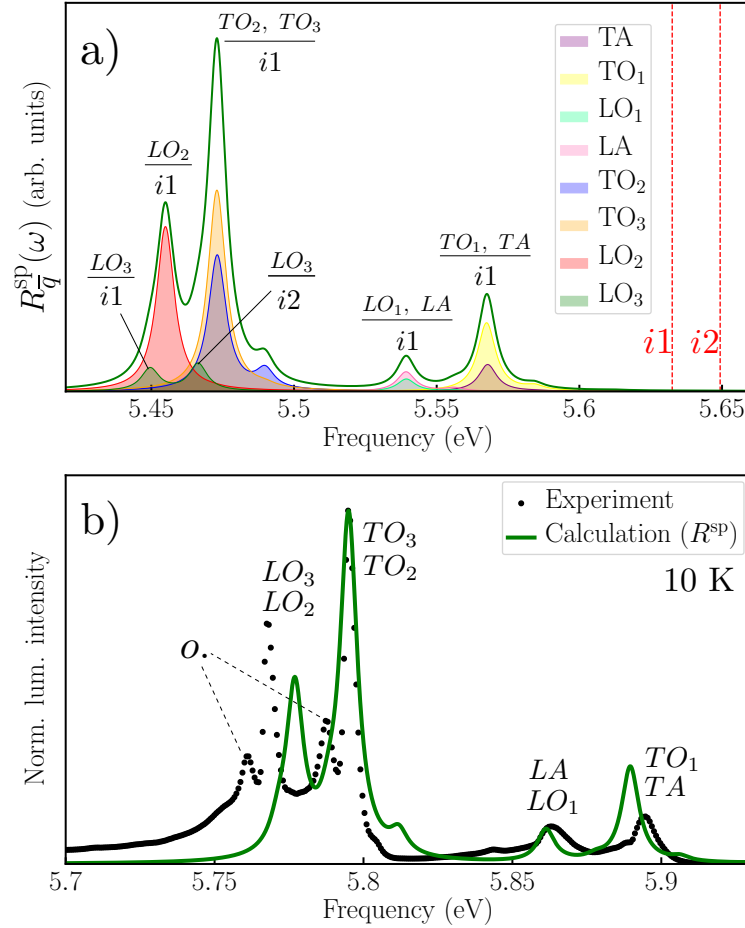 a)
TO₂, TO₃
i1
LO₂
i1
LO₃
i1
LO₃
i2
LO₁, LA
i1
TO₁, TA
i1
TA
TO₁
LO₁
LA
TO₂
TO₃
LO₂
LO₃
i1 i2
R^sp_q̅(ω) (arb. units)
5.45 5.5 5.55 5.6 5.65
Frequency (eV)
b)
Experiment
Calculation (R^sp)
10 K
TO₃
TO₂
LO₃
LO₂
o.
LA
LO₁
TO₁
TA
Norm. lum. intensity
5.7 5.75 5.8 5.85 5.9
Frequency (eV)